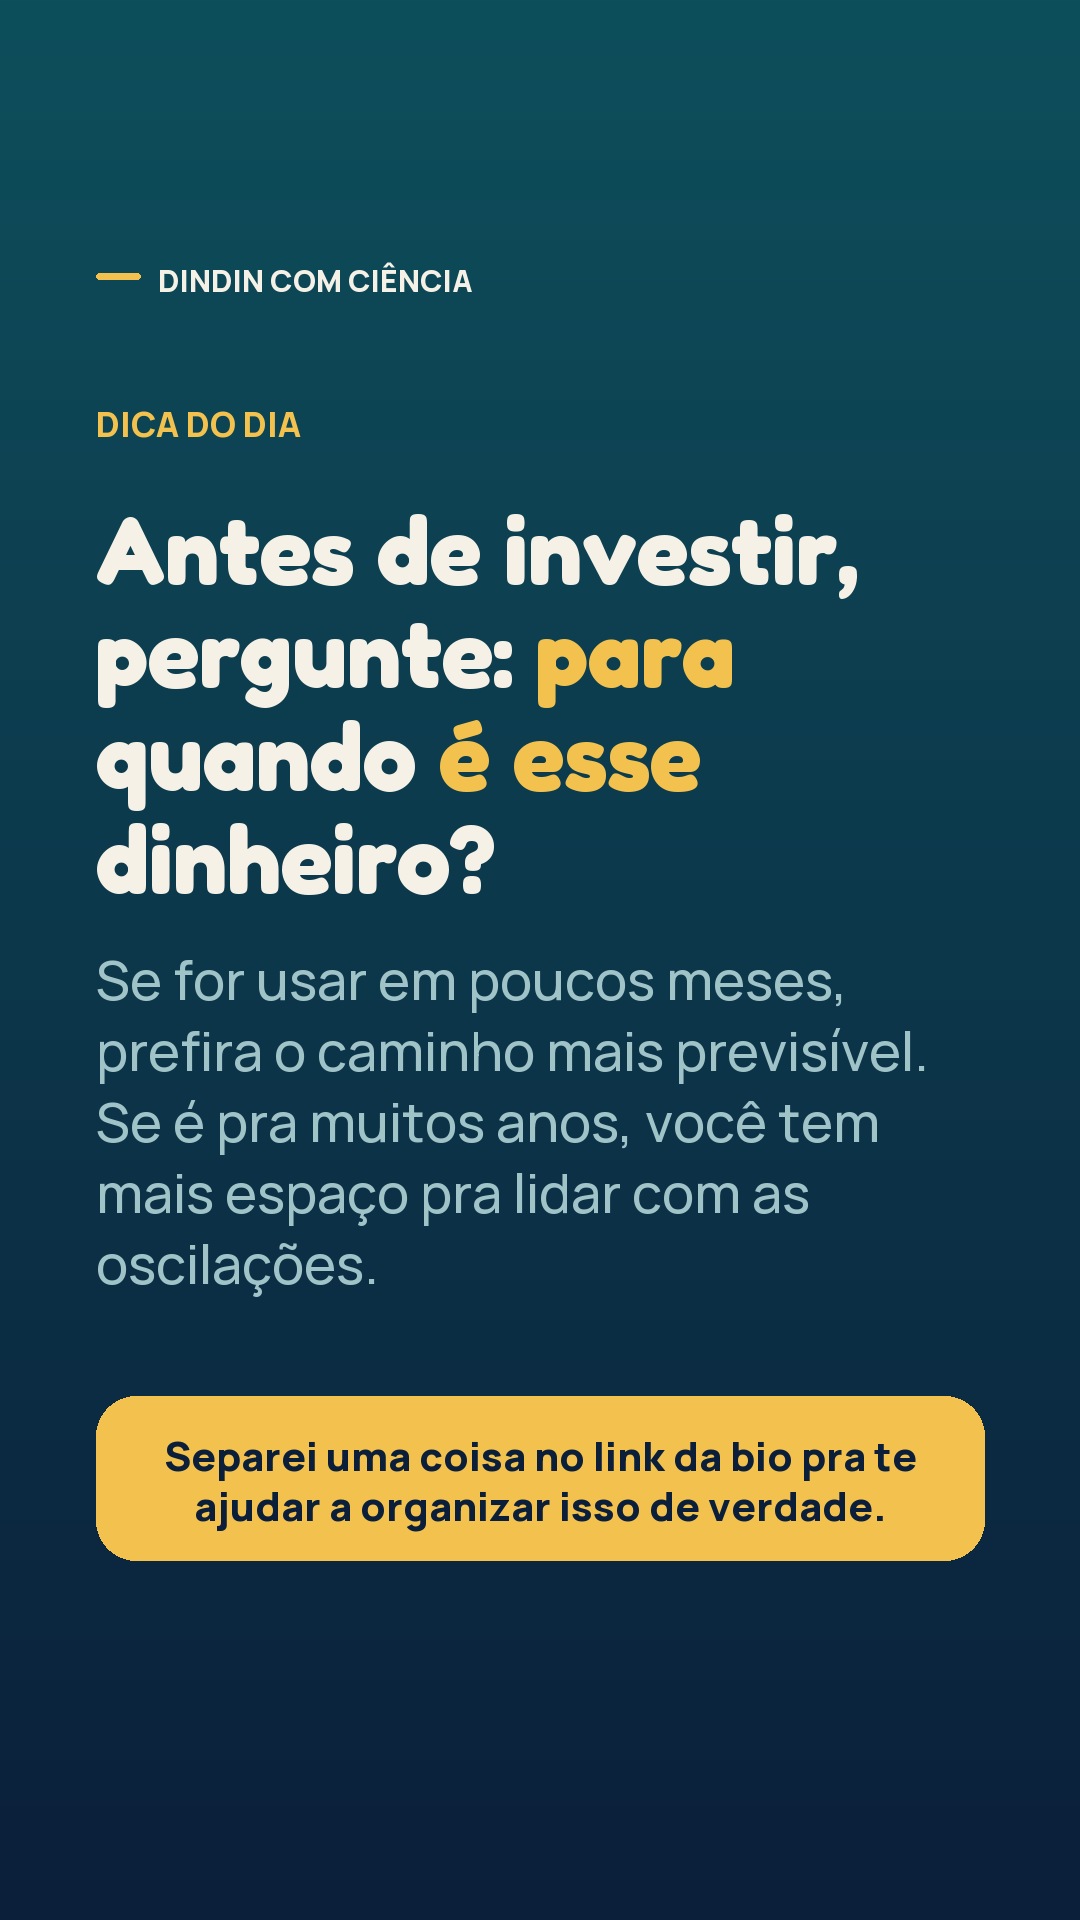 DINDIN COM CIÊNCIA
DICA DO DIA
Antes de investir,
pergunte: para
quando é esse
dinheiro?
Se for usar em poucos meses,
prefira o caminho mais previsível.
Se é pra muitos anos, você tem
mais espaço pra lidar com as
oscilações.
Separei uma coisa no link da bio pra te
ajudar a organizar isso de verdade.